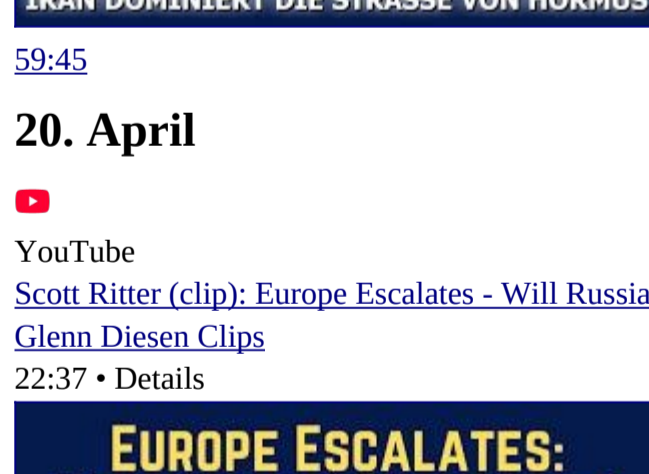 IRAN DOMINIERT DIE STRASSE VON HORMUS
59:45
20. April
YouTube
Scott Ritter (clip): Europe Escalates - Will Russia
Glenn Diesen Clips
22:37 • Details
EUROPE ESCALATES: